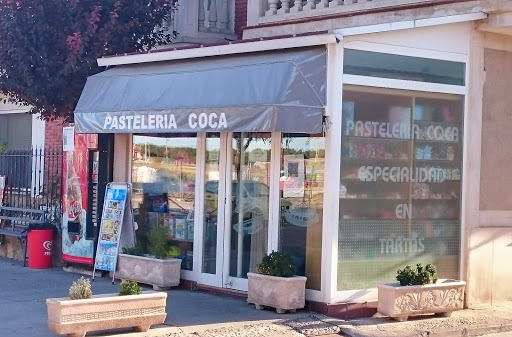 PASTELERIA COCA
PASTELERIA COCA
ESPECIALIDAD
EN
TARTAS